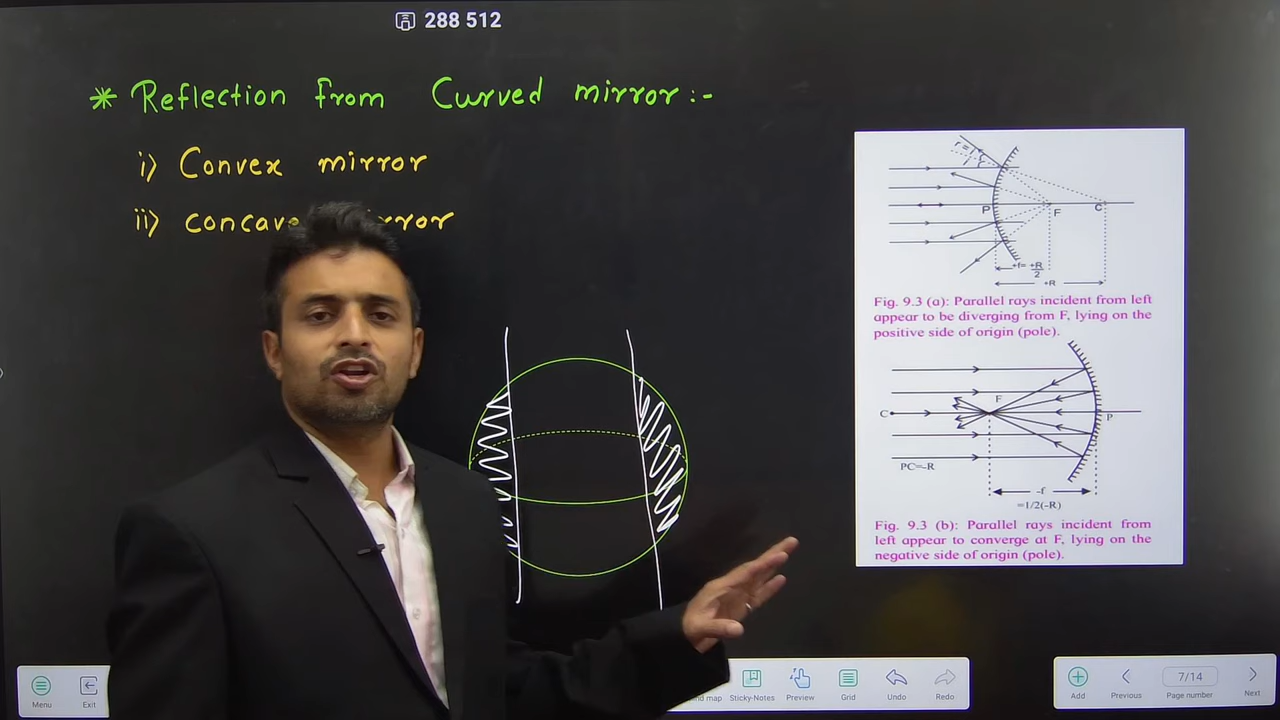 288 512
* Reflection from Curved mirror:-
i) Convex mirror
ii) concave mirror
P F C
+f= +R/2
+R
Fig. 9.3 (a): Parallel rays incident from left
appear to be diverging from F, lying on the
positive side of origin (pole).
F
C P
PC=-R
-f
=1/2(-R)
Fig. 9.3 (b): Parallel rays incident from
left appear to converge at F, lying on the
negative side of origin (pole).
Menu Exit map Sticky-Notes Preview Grid Undo Redo Add Previous 7/14 Page number Next